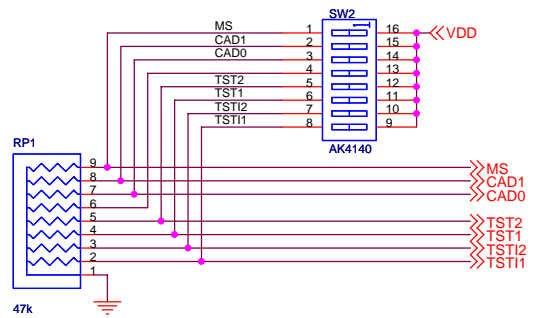 SW2
MS 1 16 VDD
CAD1 2 15
CAD0 3 14
4 13
TST2 5 12
TST1 6 11
TSTI2 7 10
TSTI1 8 9
AK4140
RP1
9 MS
8 CAD1
7 CAD0
6
5 TST2
4 TST1
3 TSTI2
2 TSTI1
1
47k